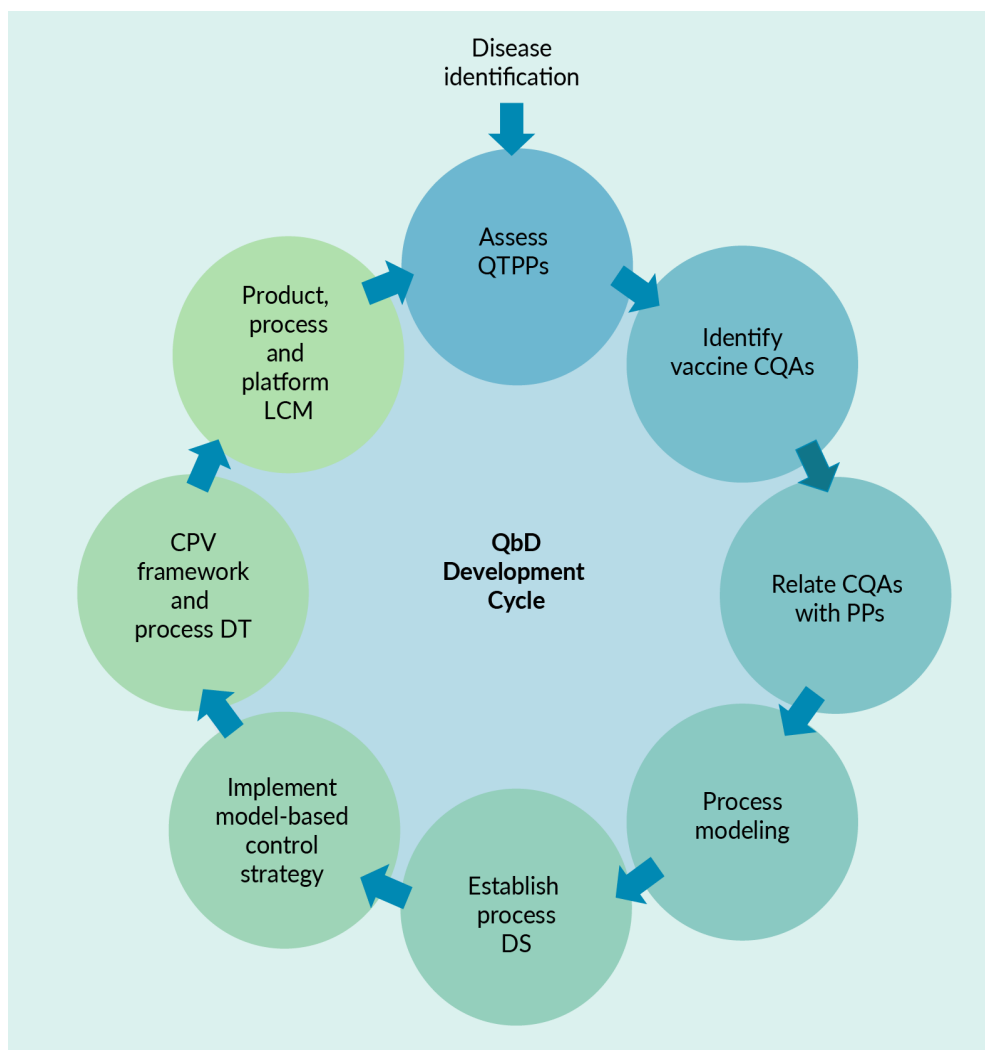 Disease
identification
Assess
QTPPs
Identify
vaccine CQAs
Relate CQAs
with PPs
Process
modeling
Establish
process
DS
Implement
model-based
control
strategy
CPV
framework
and
process DT
Product,
process
and
platform
LCM
QbD
Development
Cycle